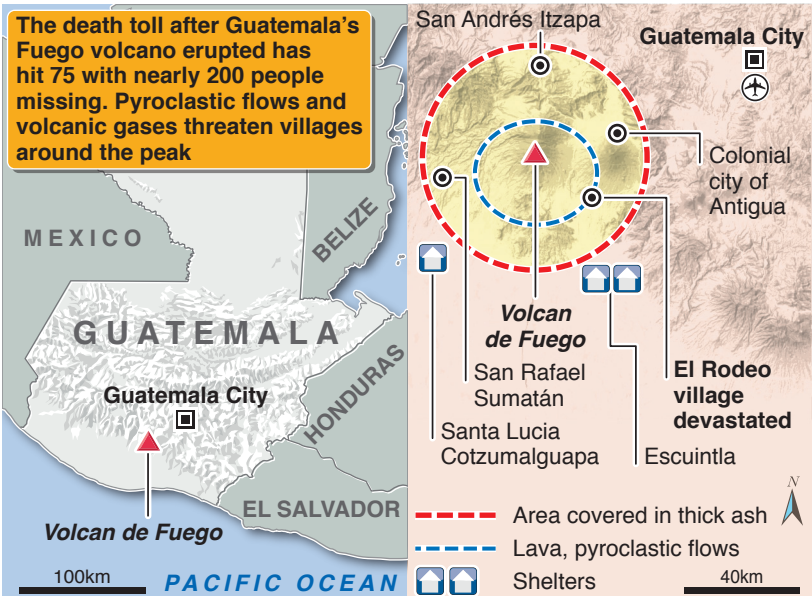 The death toll after Guatemala's
Fuego volcano erupted has
hit 75 with nearly 200 people
missing. Pyroclastic flows and
volcanic gases threaten villages
around the peak
MEXICO
BELIZE
GUATEMALA
Guatemala City
HONDURAS
EL SALVADOR
Volcan de Fuego
100km
PACIFIC OCEAN
San Andrés Itzapa
Guatemala City
Colonial
city of
Antigua
Volcan
de Fuego
San Rafael
Sumatán
El Rodeo
village
devastated
Santa Lucia
Cotzumalguapa
Escuintla
N
Area covered in thick ash
Lava, pyroclastic flows
Shelters
40km